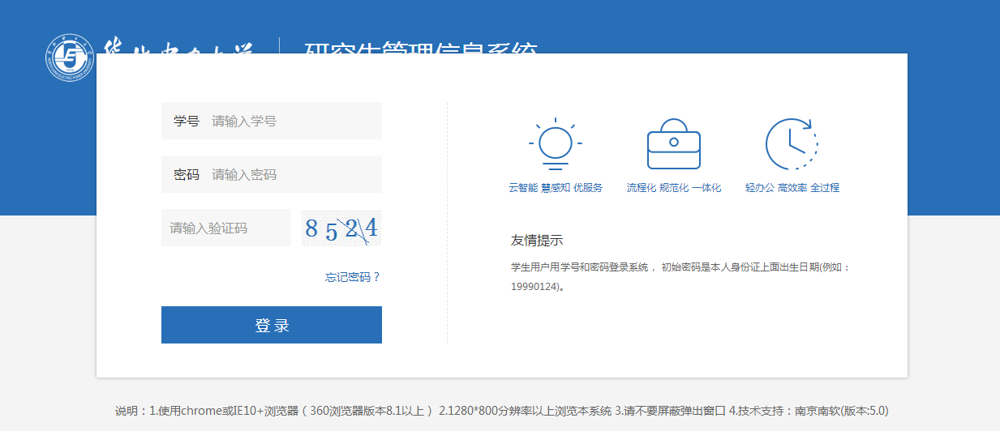 华北电力大学
研究生管理信息系统
学号 请输入学号
密码 请输入密码
请输入验证码 8524
忘记密码？
登录
云智能 慧感知 优服务
流程化 规范化 一体化
轻办公 高效率 全过程
友情提示
学生用户用学号和密码登录系统， 初始密码是本人身份证上面出生日期(例如：
19990124)。
说明：1.使用chrome或IE10+浏览器（360浏览器版本8.1以上） 2.1280*800分辨率以上浏览本系统 3.请不要屏蔽弹出窗口 4.技术支持：南京南软(版本:5.0)